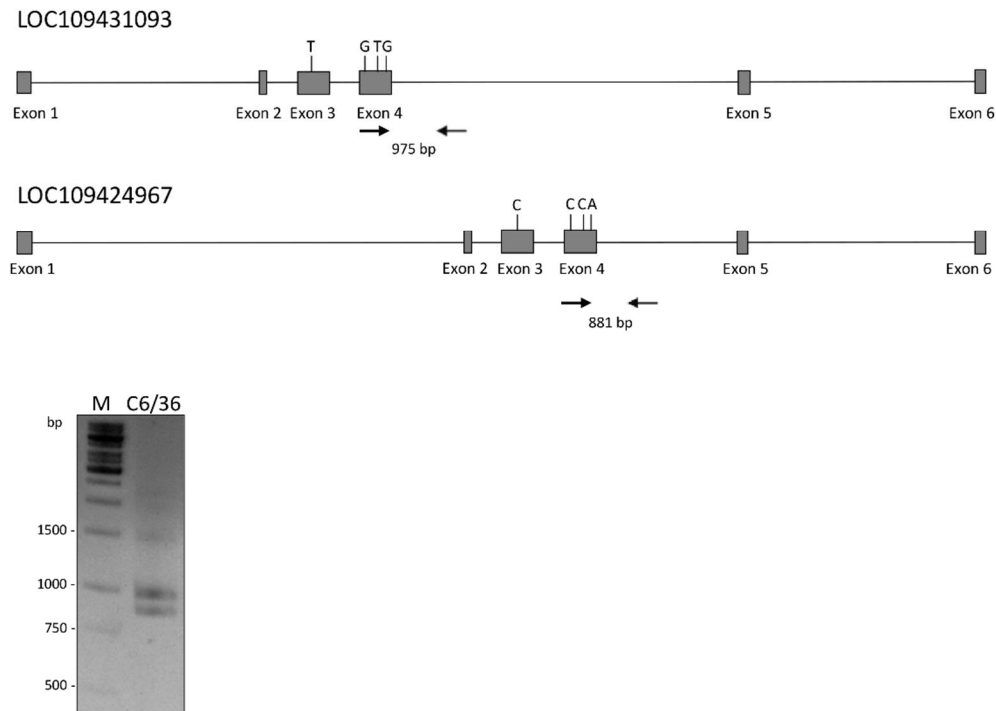 LOC109431093
T G TG
Exon 1 Exon 2 Exon 3 Exon 4 Exon 5 Exon 6
975 bp
LOC109424967
C C C A
Exon 1 Exon 2 Exon 3 Exon 4 Exon 5 Exon 6
881 bp
M C6/36
bp
1500 -
1000 -
750 -
500 -